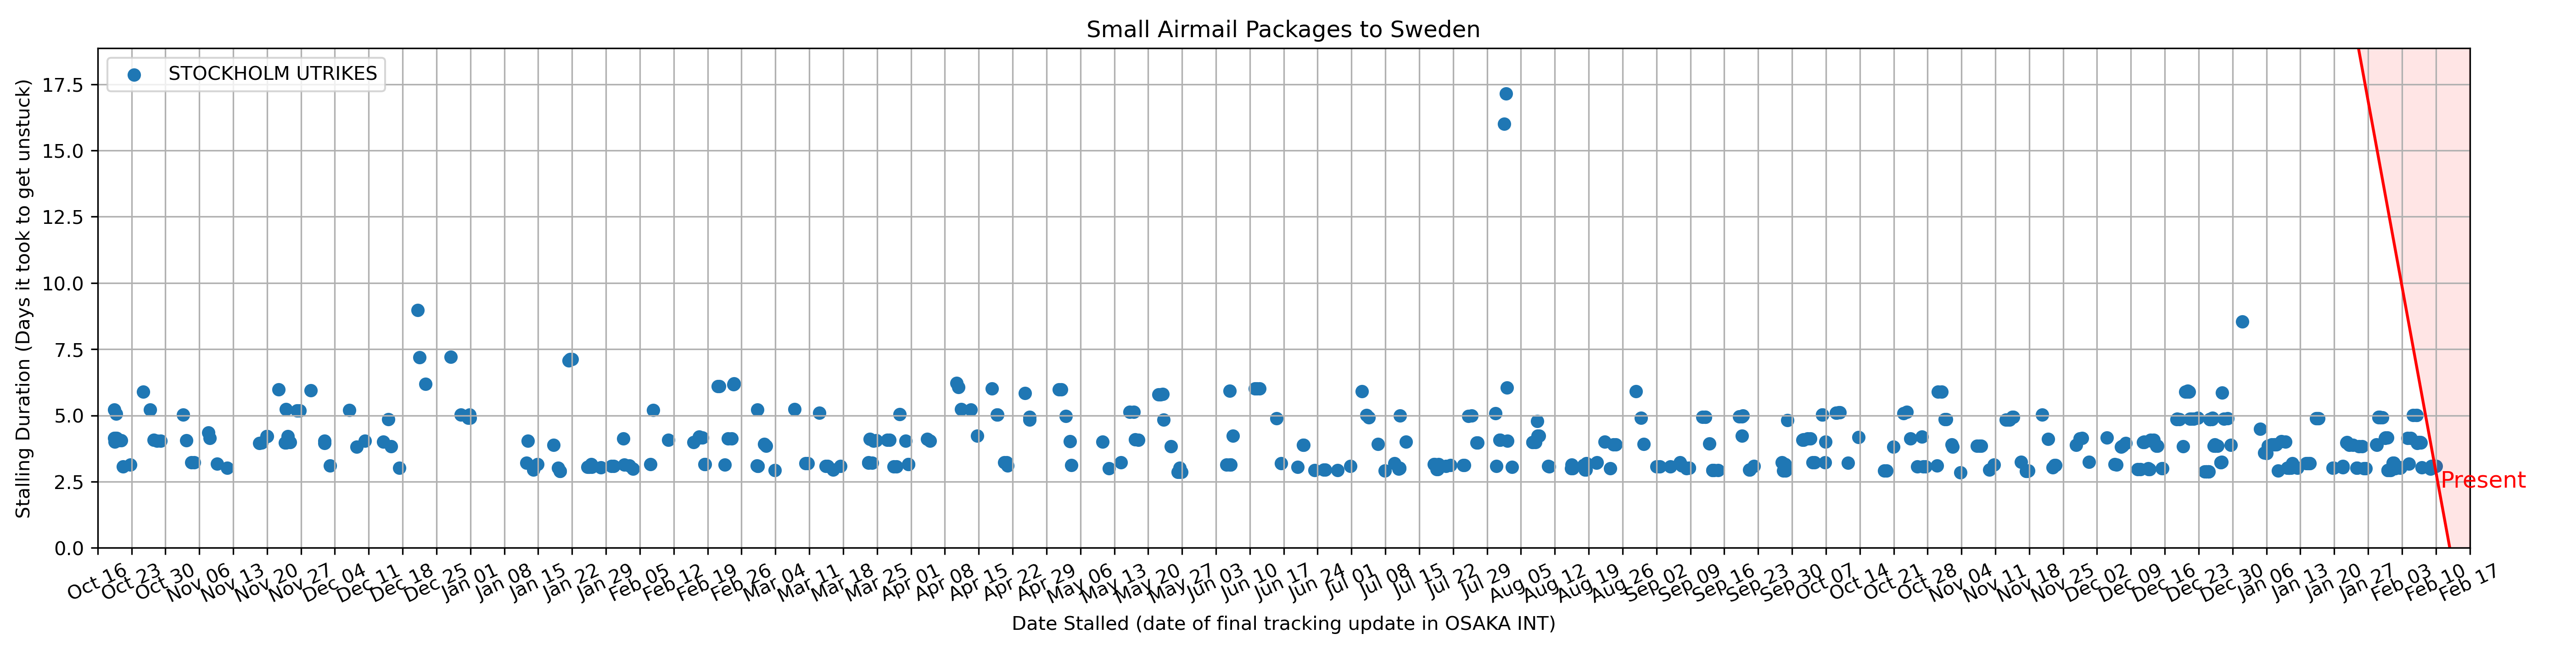 Small Airmail Packages to Sweden
STOCKHOLM UTRIKES
Stalling Duration (Days it took to get unstuck)
17.5
15.0
12.5
10.0
7.5
5.0
2.5
0.0
Present
Oct 16 Oct 23 Oct 30 Nov 06 Nov 13 Nov 20 Nov 27 Dec 04 Dec 11 Dec 18 Dec 25 Jan 01 Jan 08 Jan 15 Jan 22 Jan 29 Feb 05 Feb 12 Feb 19 Feb 26 Mar 04 Mar 11 Mar 18 Mar 25 Apr 01 Apr 08 Apr 15 Apr 22 Apr 29 May 06 May 13 May 20 May 27 Jun 03 Jun 10 Jun 17 Jun 24 Jul 01 Jul 08 Jul 15 Jul 22 Jul 29 Aug 05 Aug 12 Aug 19 Aug 26 Sep 02 Sep 09 Sep 16 Sep 23 Sep 30 Oct 07 Oct 14 Oct 21 Oct 28 Nov 04 Nov 11 Nov 18 Nov 25 Dec 02 Dec 09 Dec 16 Dec 23 Dec 30 Jan 06 Jan 13 Jan 20 Jan 27 Feb 03 Feb 10 Feb 17
Date Stalled (date of final tracking update in OSAKA INT)